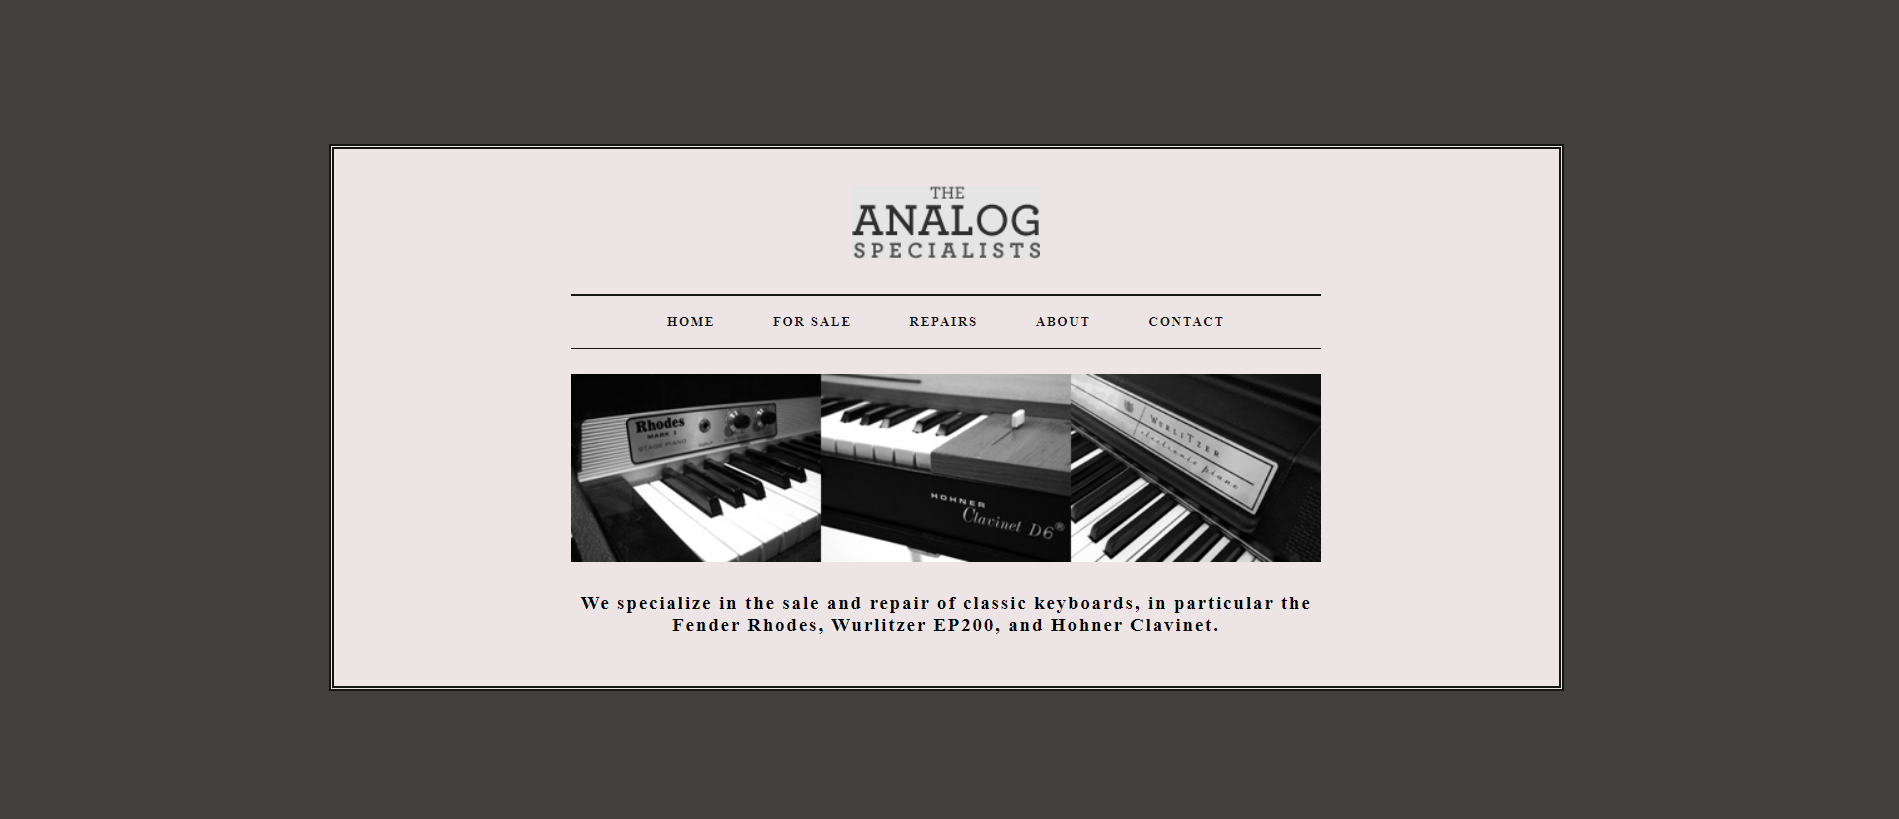 THE
ANALOG
SPECIALISTS
HOME FOR SALE REPAIRS ABOUT CONTACT
Rhodes
MARK I
STAGE PIANO
INPUT
HOHNER
Clavinet D6®
WURLITZER
electronic piano
We specialize in the sale and repair of classic keyboards, in particular the
Fender Rhodes, Wurlitzer EP200, and Hohner Clavinet.